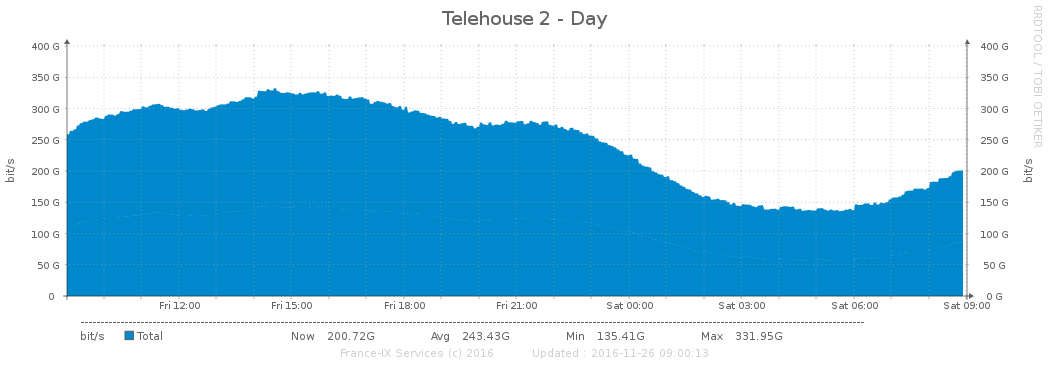 Telehouse 2 - Day
RRDTOOL / TOBI OETIKER
bit/s
bit/s
400 G 400 G
350 G 350 G
300 G 300 G
250 G 250 G
200 G 200 G
150 G 150 G
100 G 100 G
50 G 50 G
0 0 G
Fri 12:00 Fri 15:00 Fri 18:00 Fri 21:00 Sat 00:00 Sat 03:00 Sat 06:00 Sat 09:00
bit/s Total Now 200.72G Avg 243.43G Min 135.41G Max 331.95G
France-IX Services (c) 2016 Updated : 2016-11-26 09:00:13